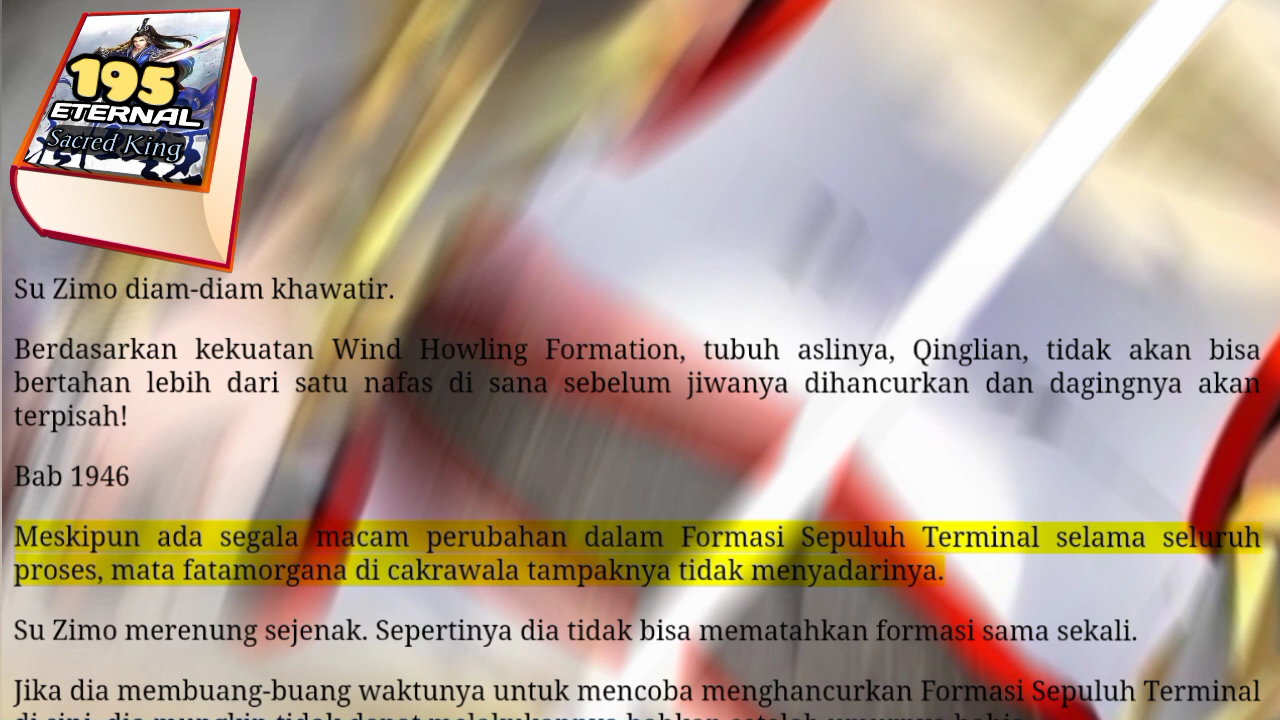 195
ETERNAL
Sacred King
Su Zimo diam-diam khawatir.
Berdasarkan kekuatan Wind Howling Formation, tubuh aslinya, Qinglian, tidak akan bisa
bertahan lebih dari satu nafas di sana sebelum jiwanya dihancurkan dan dagingnya akan
terpisah!
Bab 1946
Meskipun ada segala macam perubahan dalam Formasi Sepuluh Terminal selama seluruh
proses, mata fatamorgana di cakrawala tampaknya tidak menyadarinya.
Su Zimo merenung sejenak. Sepertinya dia tidak bisa mematahkan formasi sama sekali.
Jika dia membuang-buang waktunya untuk mencoba menghancurkan Formasi Sepuluh Terminal